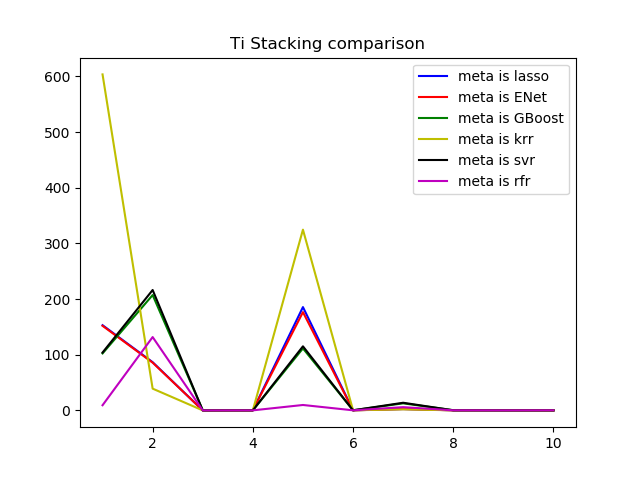 Ti Stacking comparison
600
500
400
300
200
100
0
2 4 6 8 10
meta is lasso
meta is ENet
meta is GBoost
meta is krr
meta is svr
meta is rfr